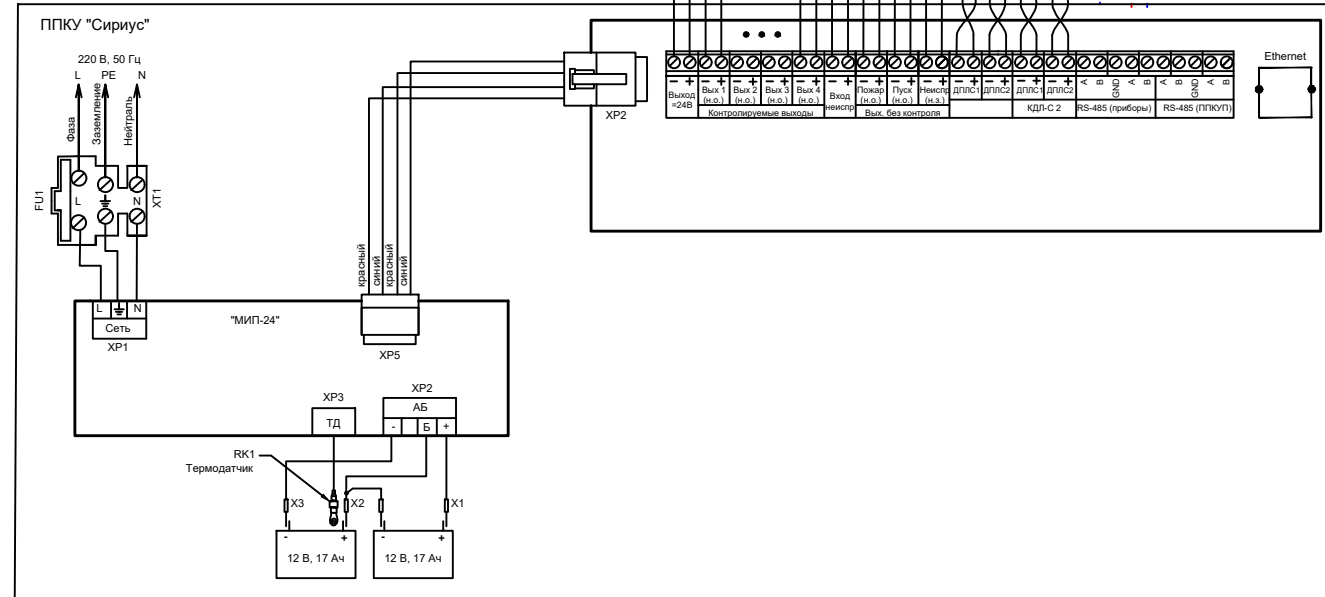 ППКУ "Сириус"
220 В, 50 Гц
L PE N
Фаза
Заземление
Нейтраль
FU1
L
N
XT1
L N
Сеть
XP1
"МИП-24"
красный
синий
красный
синий
XP5
XP2
- + - + - + - + - + - + - + - + - + - + - + - + - + A B GND A B A B GND A B
Выход =24В
Вых 1 (н.о.)
Вых 2 (н.о.)
Вых 3 (н.о.)
Вых 4 (н.о.)
Контролируемые выходы
Вход неиспр
Пожар (н.о.)
Пуск (н.о.)
Неиспр (н.з.)
Вых. без контроля
ДПЛС1 ДПЛС2 ДПЛС1 ДПЛС2
КДЛ-С 2
RS-485 (приборы)
RS-485 (ППКУП)
Ethernet
XP3
ТД
XP2
АБ
- Б +
RK1
Термодатчик
X3 X2 X1
- + - +
12 В, 17 Ач 12 В, 17 Ач